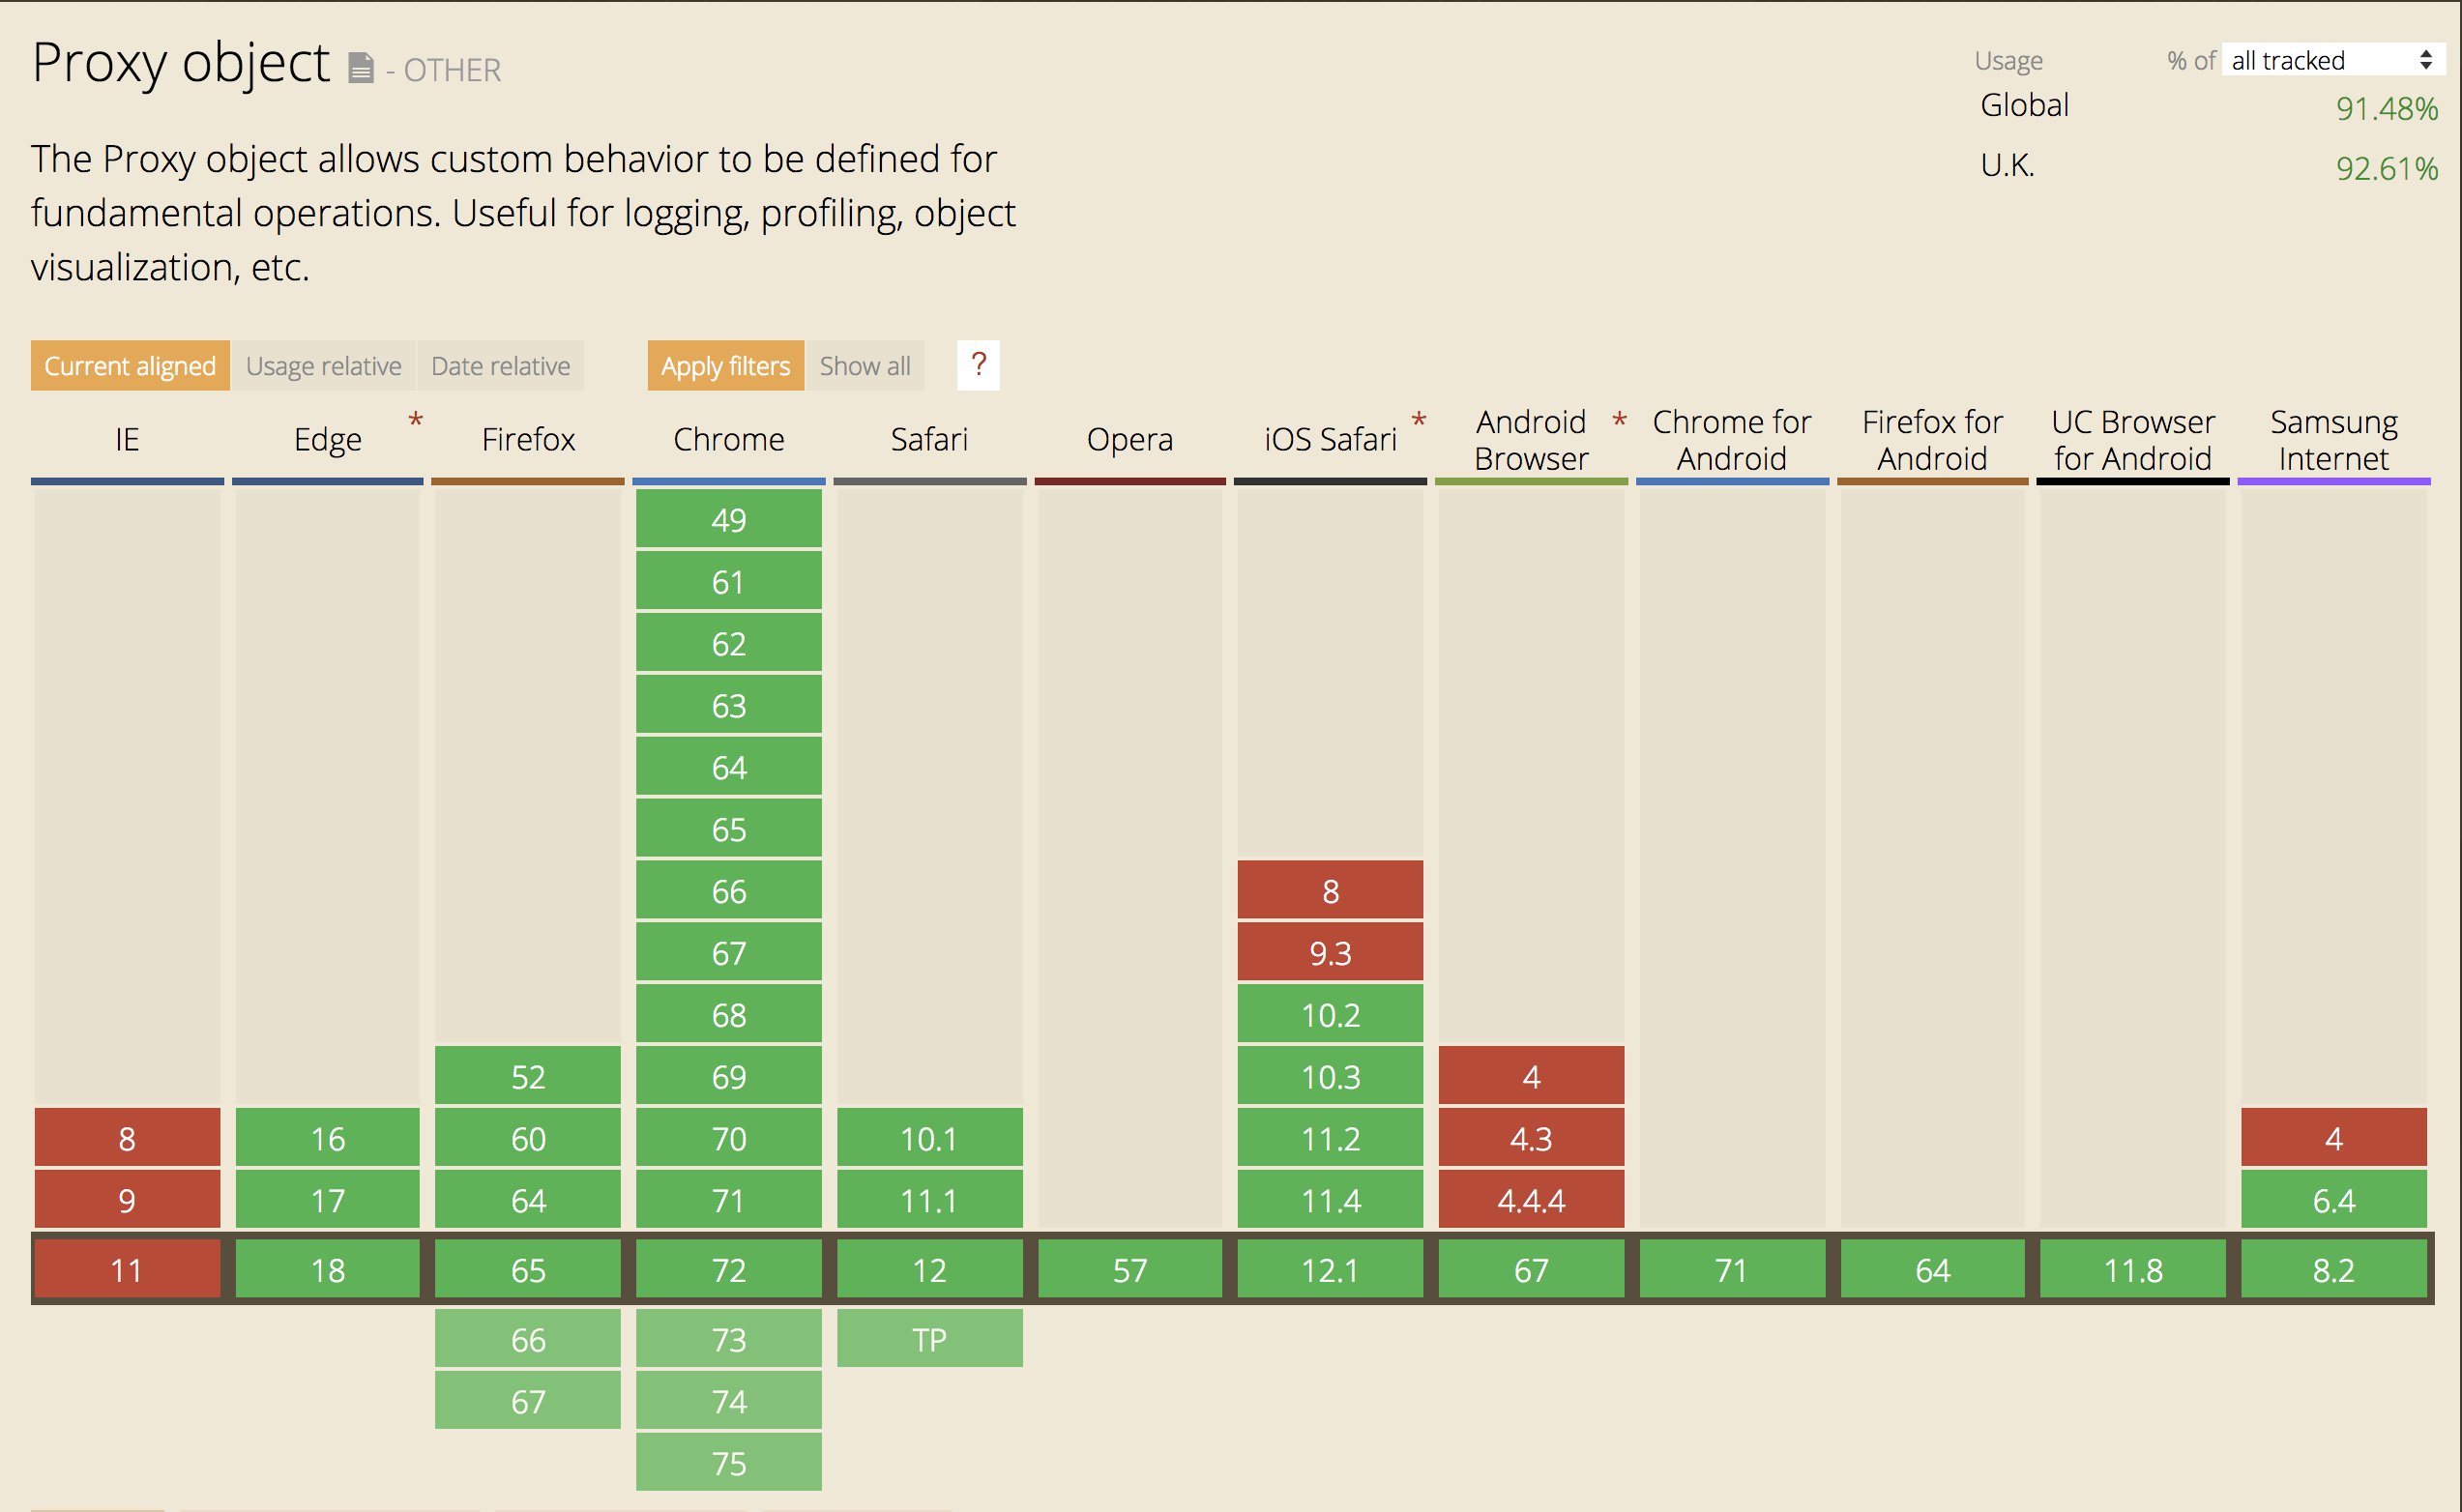 Proxy object - OTHER
Usage % of all tracked
Global 91.48%
U.K. 92.61%
The Proxy object allows custom behavior to be defined for
fundamental operations. Useful for logging, profiling, object
visualization, etc.
Current aligned Usage relative Date relative Apply filters Show all ?
IE Edge * Firefox Chrome Safari Opera iOS Safari * Android Browser * Chrome for Android Firefox for Android UC Browser for Android Samsung Internet
49
61
62
63
64
65
66 8
67 9.3
68 10.2
52 69 10.3 4
8 16 60 70 10.1 11.2 4.3 4
9 17 64 71 11.1 11.4 4.4.4 6.4
11 18 65 72 12 57 12.1 67 71 64 11.8 8.2
66 73 TP
67 74
75